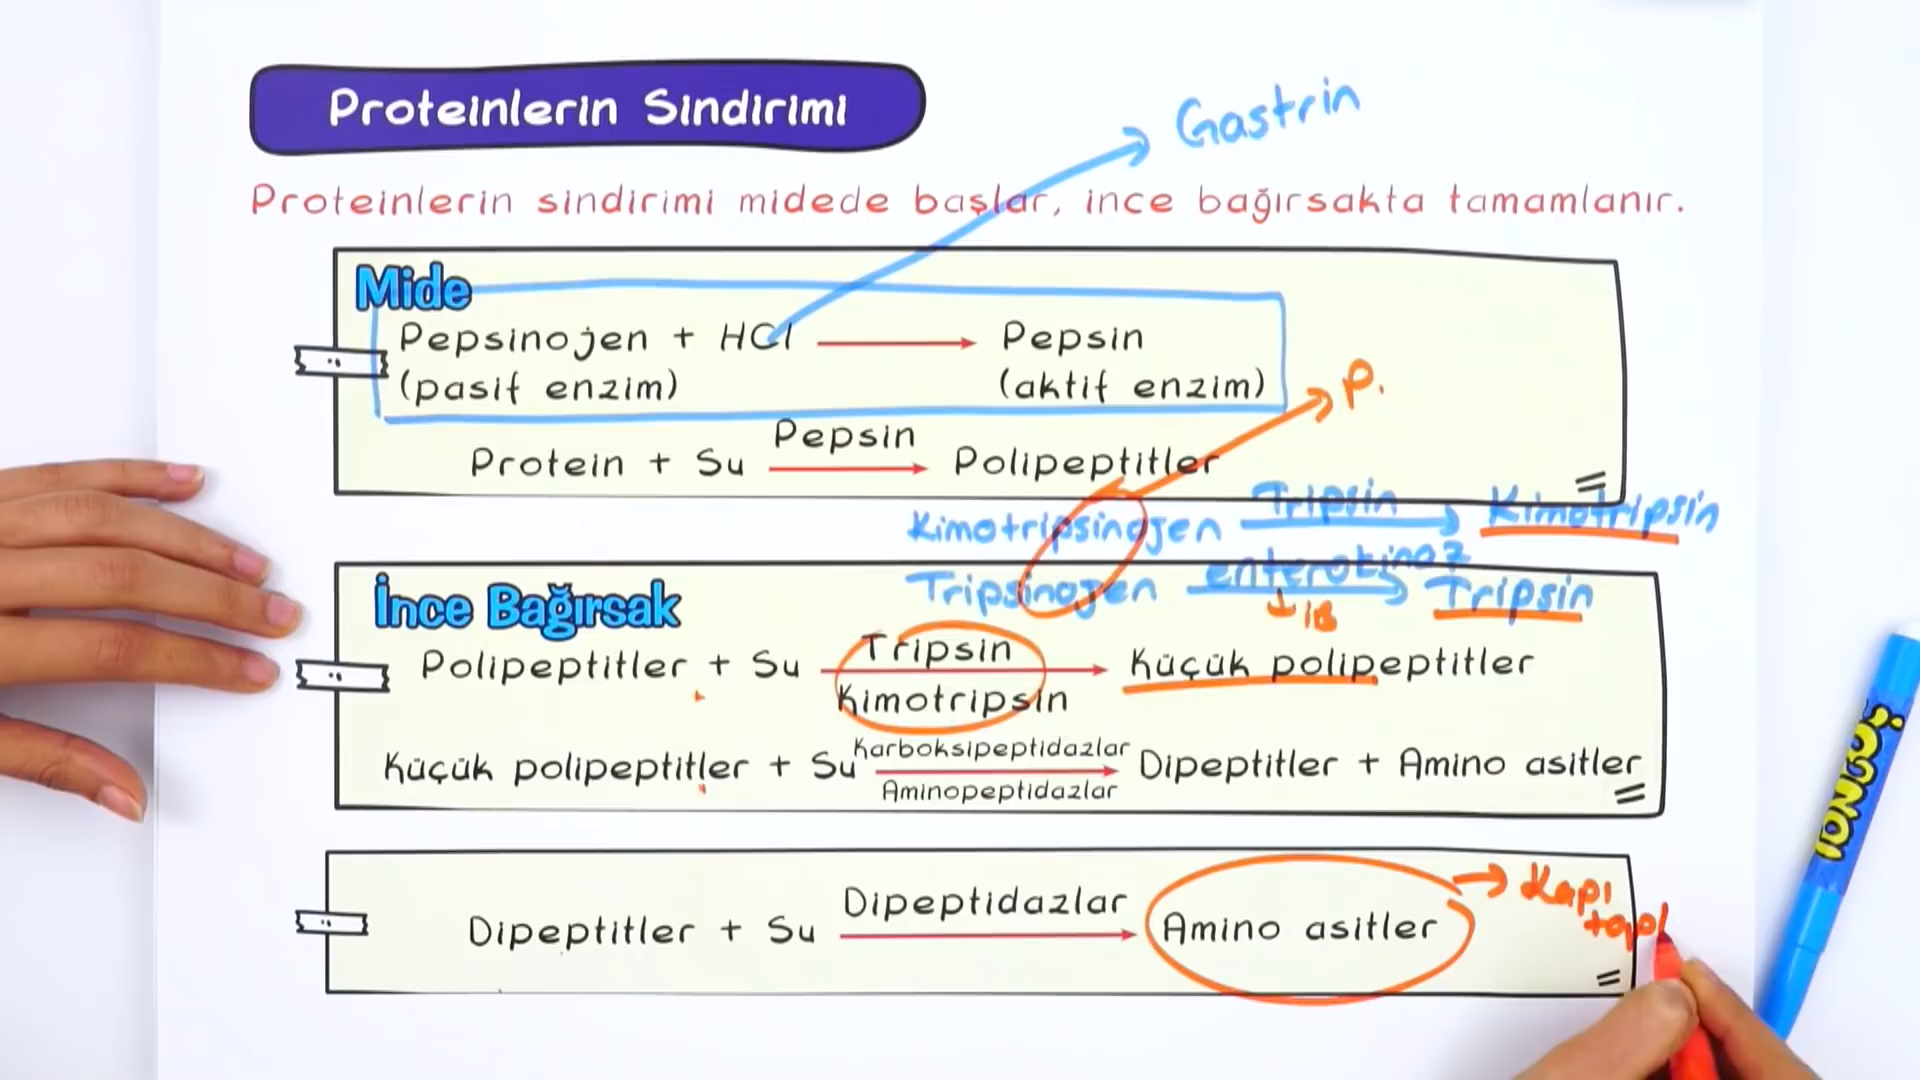 Proteinlerin Sindirimi
Gastrin
Proteinlerin sindirimi midede başlar, ince bağırsakta tamamlanır.
Mide
Pepsinojen + HCl → Pepsin
(pasif enzim) (aktif enzim)
P.
Pepsin
Protein + Su → Polipeptitler
Tripsin
Kimotripsinojen → Kimotripsin
enterokinaz
Tripsinojen → Tripsin
İB
İnce Bağırsak
Tripsin
Polipeptitler + Su → Küçük polipeptitler
Kimotripsin
Karboksipeptidazlar
Küçük polipeptitler + Su → Dipeptitler + Amino asitler
Aminopeptidazlar
Kapı
Dipeptidazlar
Dipeptitler + Su → Amino asitler